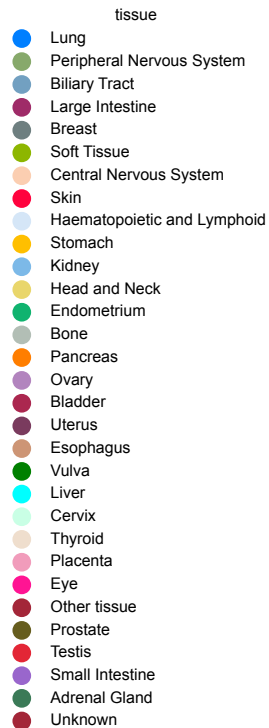 tissue
Lung
Peripheral Nervous System
Biliary Tract
Large Intestine
Breast
Soft Tissue
Central Nervous System
Skin
Haematopoietic and Lymphoid
Stomach
Kidney
Head and Neck
Endometrium
Bone
Pancreas
Ovary
Bladder
Uterus
Esophagus
Vulva
Liver
Cervix
Thyroid
Placenta
Eye
Other tissue
Prostate
Testis
Small Intestine
Adrenal Gland
Unknown